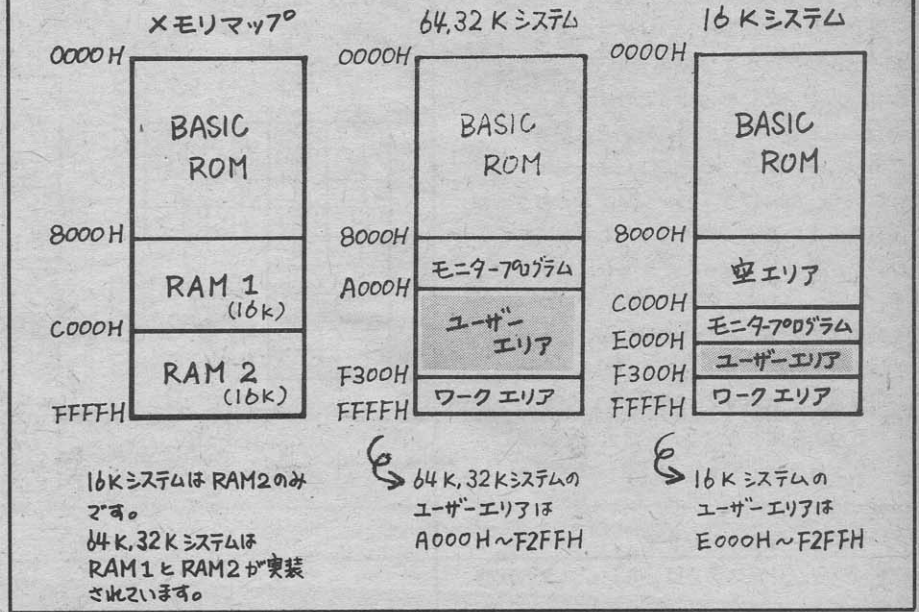 メモリマップ
0000H
BASIC
ROM
8000H
RAM 1
(16K)
C000H
RAM 2
(16K)
FFFFH
16KシステムはRAM2のみ
です。
64K,32Kシステムは
RAM1とRAM2が実装
されています。
64,32Kシステム
0000H
BASIC
ROM
8000H
モニタープログラム
A000H
ユーザー
エリア
F300H
ワークエリア
FFFFH
64K,32Kシステムの
ユーザーエリアは
A000H~F2FFH
16Kシステム
0000H
BASIC
ROM
8000H
空エリア
C000H
モニタープログラム
E000H
ユーザーエリア
F300H
ワークエリア
FFFFH
16Kシステムの
ユーザーエリアは
E000H~F2FFH